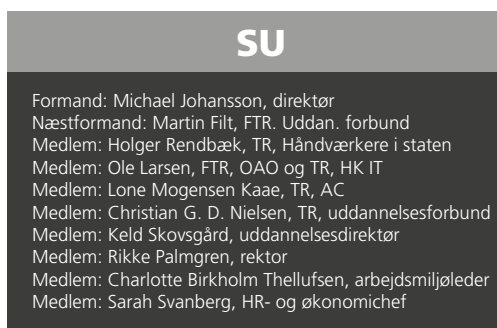 SU
Formand: Michael Johansson, direktør
Næstformand: Martin Filt, FTR. Uddan. forbund
Medlem: Holger Rendbæk, TR, Håndværkere i staten
Medlem: Ole Larsen, FTR, OAO og TR, HK IT
Medlem: Lone Mogensen Kaae, TR, AC
Medlem: Christian G. D. Nielsen, TR, uddannelsesforbund
Medlem: Keld Skovsgård, uddannelsesdirektør
Medlem: Rikke Palmgren, rektor
Medlem: Charlotte Birkholm Thellufsen, arbejdsmiljøleder
Medlem: Sarah Svanberg, HR- og økonomichef